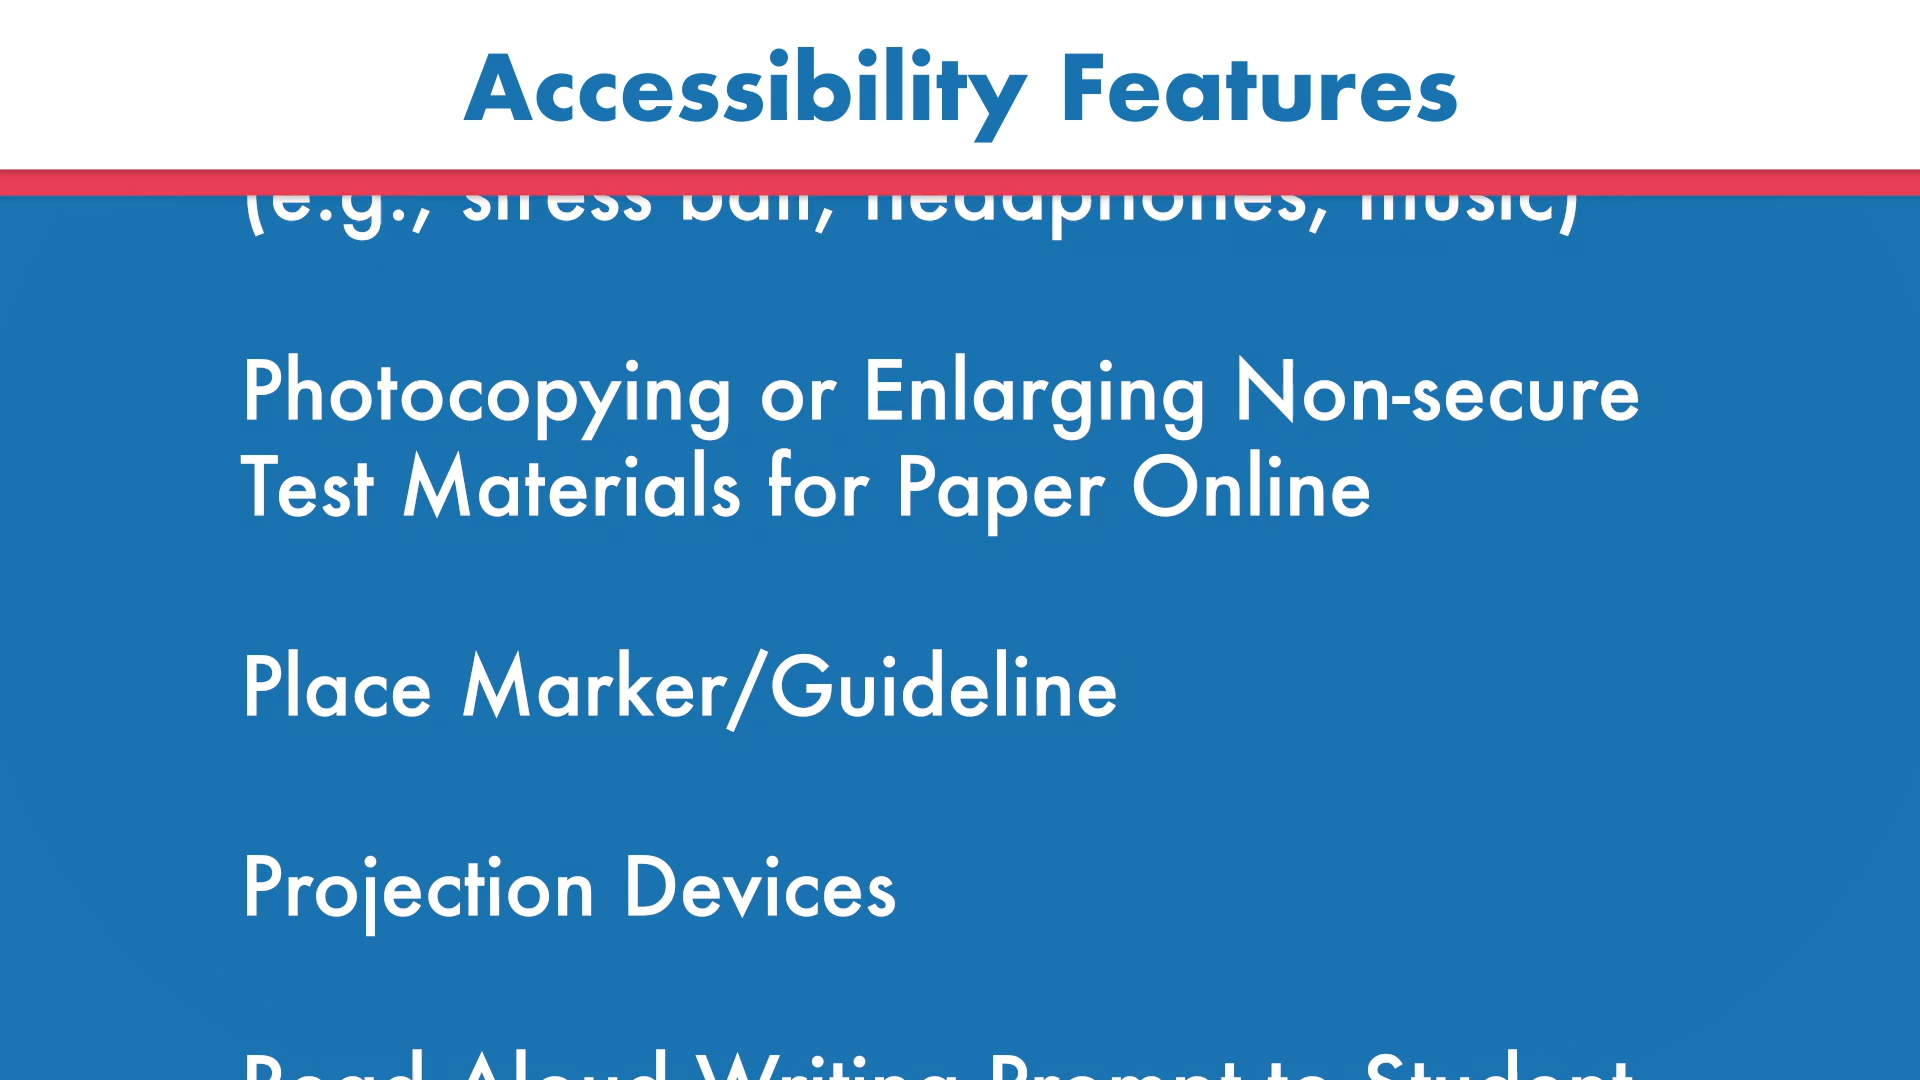 Accessibility Features
(e.g., stress ball, headphones, music)
Photocopying or Enlarging Non-secure
Test Materials for Paper Online
Place Marker/Guideline
Projection Devices
Read Aloud Writing Prompt to Student